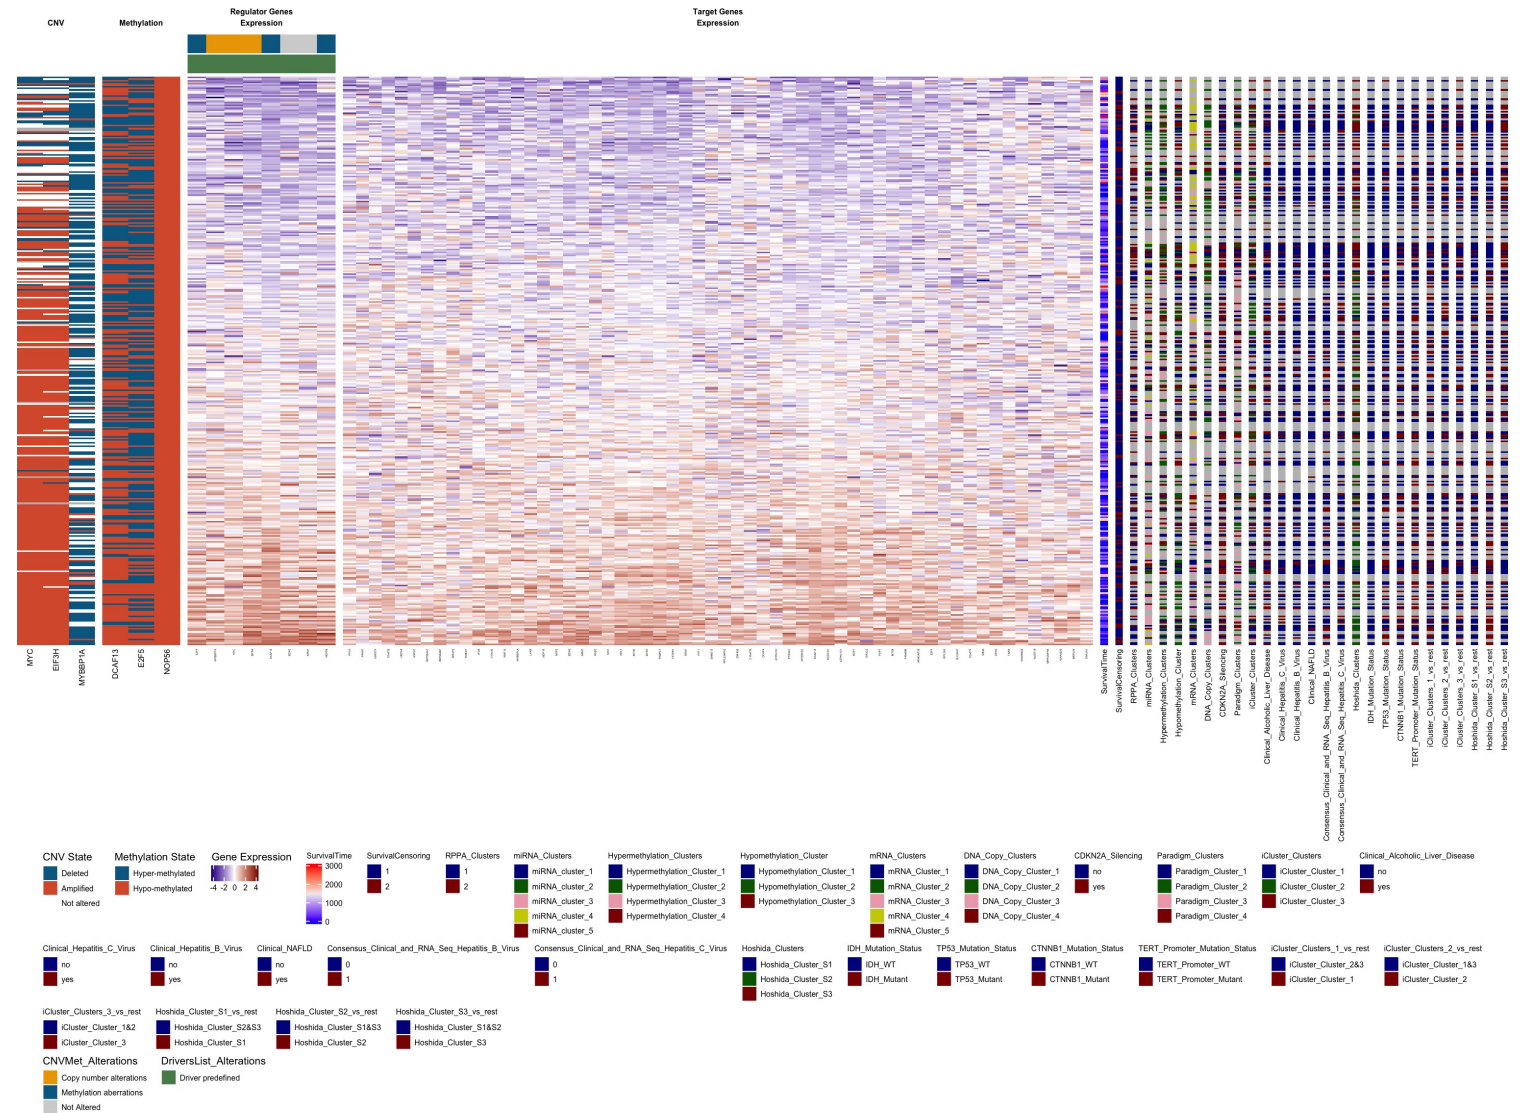 CNV
Methylation
Regulator Genes
Expression
Target Genes
Expression
MYC
EIF3H
MYBBP1A
DCAF13
E2F5
NOP56
SurvivalTime
SurvivalCensoring
RPPA_Clusters
miRNA_Clusters
Hypermethylation_Clusters
Hypomethylation_Cluster
mRNA_Clusters
DNA_Copy_Clusters
CDKN2A_Silencing
Paradigm_Clusters
iCluster_Clusters
Clinical_Alcoholic_Liver_Disease
Clinical_Hepatitis_C_Virus
Clinical_Hepatitis_B_Virus
Clinical_NAFLD
Consensus_Clinical_and_RNA_Seq_Hepatitis_B_Virus
Consensus_Clinical_and_RNA_Seq_Hepatitis_C_Virus
Hoshida_Clusters
IDH_Mutation_Status
TP53_Mutation_Status
CTNNB1_Mutation_Status
TERT_Promoter_Mutation_Status
iCluster_Clusters_1_vs_rest
iCluster_Clusters_2_vs_rest
iCluster_Clusters_3_vs_rest
Hoshida_Cluster_S1_vs_rest
Hoshida_Cluster_S2_vs_rest
Hoshida_Cluster_S3_vs_rest
CNV State
Deleted
Amplified
Not altered
Methylation State
Hyper-methylated
Hypo-methylated
Gene Expression
-4 -2 0 2 4
SurvivalTime
3000
2000
1000
0
SurvivalCensoring
1
2
RPPA_Clusters
1
2
miRNA_Clusters
miRNA_cluster_1
miRNA_cluster_2
miRNA_cluster_3
miRNA_cluster_4
miRNA_cluster_5
Hypermethylation_Clusters
Hypermethylation_Cluster_1
Hypermethylation_Cluster_2
Hypermethylation_Cluster_3
Hypermethylation_Cluster_4
Hypomethylation_Cluster
Hypomethylation_Cluster_1
Hypomethylation_Cluster_2
Hypomethylation_Cluster_3
mRNA_Clusters
mRNA_Cluster_1
mRNA_Cluster_2
mRNA_Cluster_3
mRNA_Cluster_4
mRNA_Cluster_5
DNA_Copy_Clusters
DNA_Copy_Cluster_1
DNA_Copy_Cluster_2
DNA_Copy_Cluster_3
DNA_Copy_Cluster_4
CDKN2A_Silencing
no
yes
Paradigm_Clusters
Paradigm_Cluster_1
Paradigm_Cluster_2
Paradigm_Cluster_3
Paradigm_Cluster_4
iCluster_Clusters
iCluster_Cluster_1
iCluster_Cluster_2
iCluster_Cluster_3
Clinical_Alcoholic_Liver_Disease
no
yes
Clinical_Hepatitis_C_Virus
no
yes
Clinical_Hepatitis_B_Virus
no
yes
Clinical_NAFLD
no
yes
Consensus_Clinical_and_RNA_Seq_Hepatitis_B_Virus
0
1
Consensus_Clinical_and_RNA_Seq_Hepatitis_C_Virus
0
1
Hoshida_Clusters
Hoshida_Cluster_S1
Hoshida_Cluster_S2
Hoshida_Cluster_S3
IDH_Mutation_Status
IDH_WT
IDH_Mutant
TP53_Mutation_Status
TP53_WT
TP53_Mutant
CTNNB1_Mutation_Status
CTNNB1_WT
CTNNB1_Mutant
TERT_Promoter_Mutation_Status
TERT_Promoter_WT
TERT_Promoter_Mutant
iCluster_Clusters_1_vs_rest
iCluster_Cluster_2&3
iCluster_Cluster_1
iCluster_Clusters_2_vs_rest
iCluster_Cluster_1&3
iCluster_Cluster_2
iCluster_Clusters_3_vs_rest
iCluster_Cluster_1&2
iCluster_Cluster_3
Hoshida_Cluster_S1_vs_rest
Hoshida_Cluster_S2&S3
Hoshida_Cluster_S1
Hoshida_Cluster_S2_vs_rest
Hoshida_Cluster_S1&S3
Hoshida_Cluster_S2
Hoshida_Cluster_S3_vs_rest
Hoshida_Cluster_S1&S2
Hoshida_Cluster_S3
CNVMet_Alterations
Copy number alterations
Methylation aberrations
Not Altered
DriversList_Alterations
Driver predefined